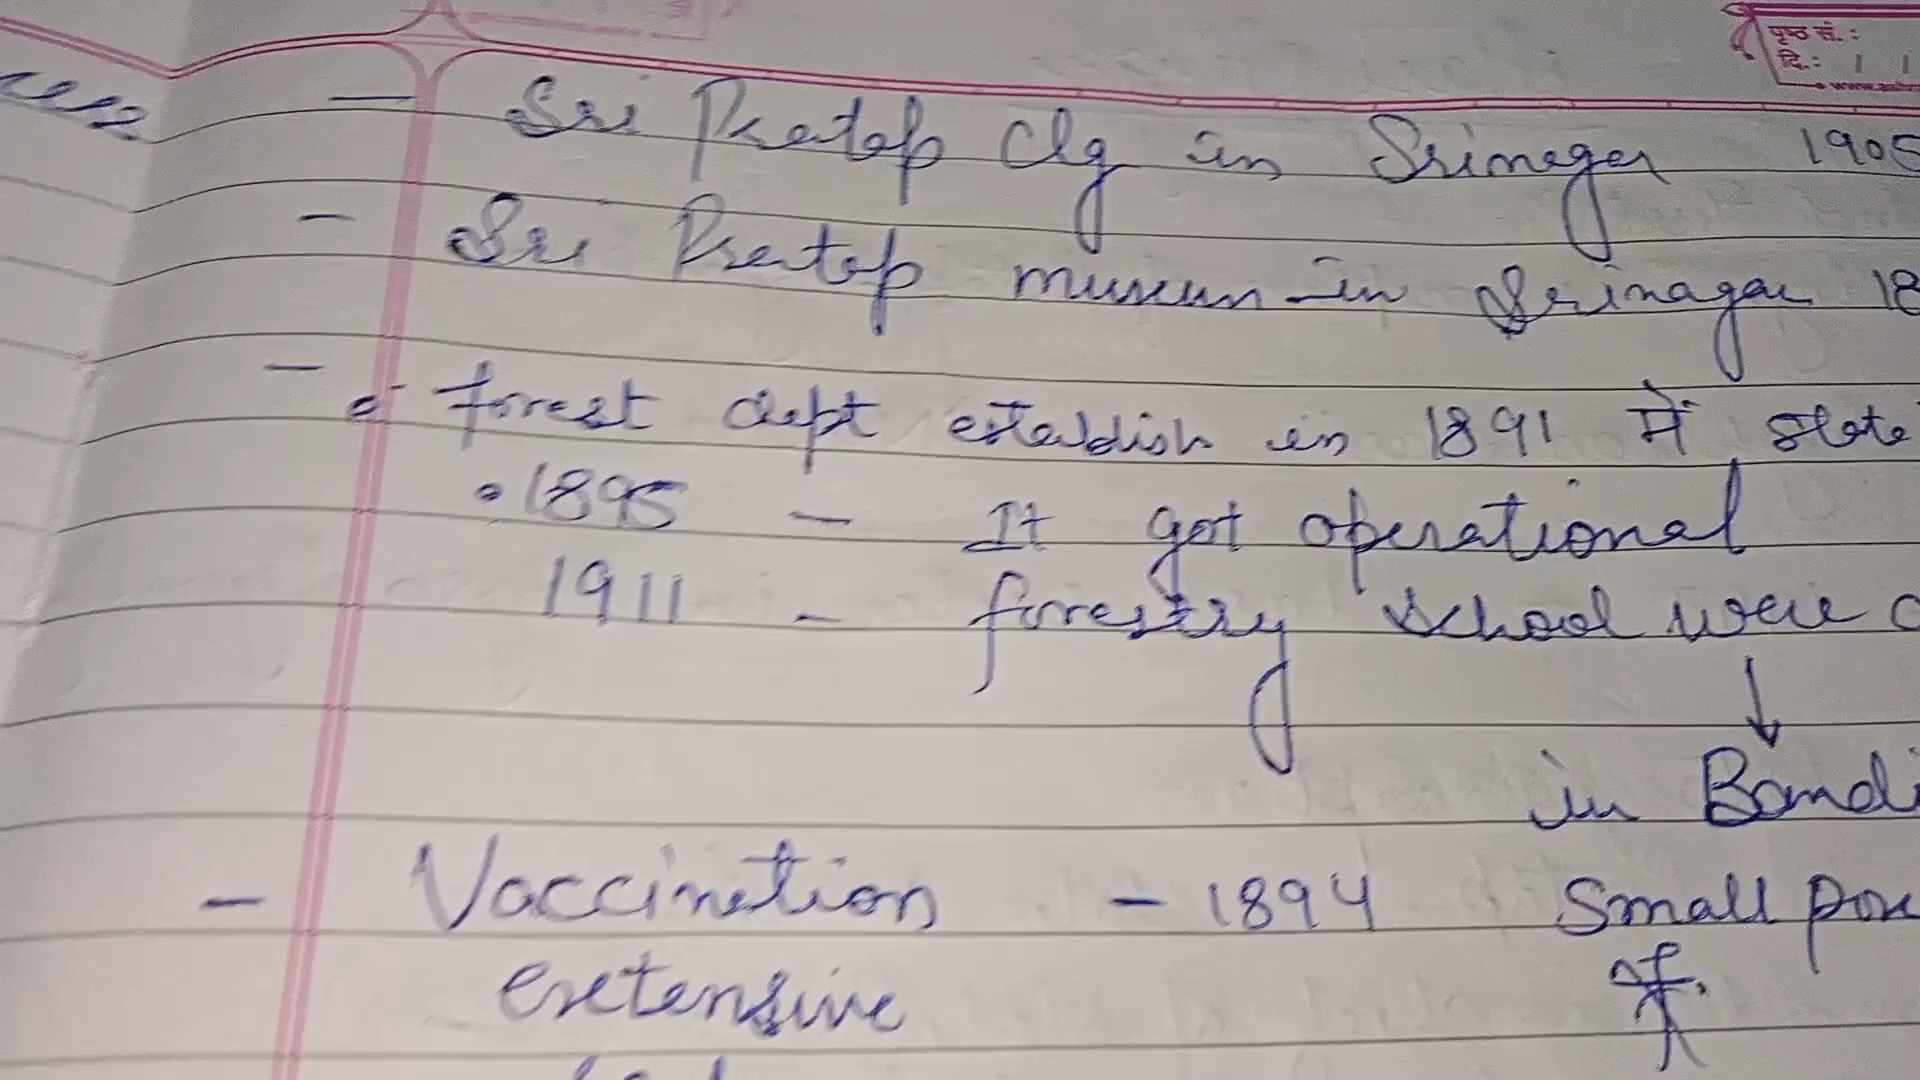 पृष्ठ सं. :
दि. : / /
- Sri Pratap Clg in Srinagar 1905
- Sri Pratap museum in Srinagar 18
- forest dept establish in 1891 में state
• 1895 - It got operational
1911 - forestry school were
↓
in Bandi
- Vaccination - 1894 Small pox
extensive